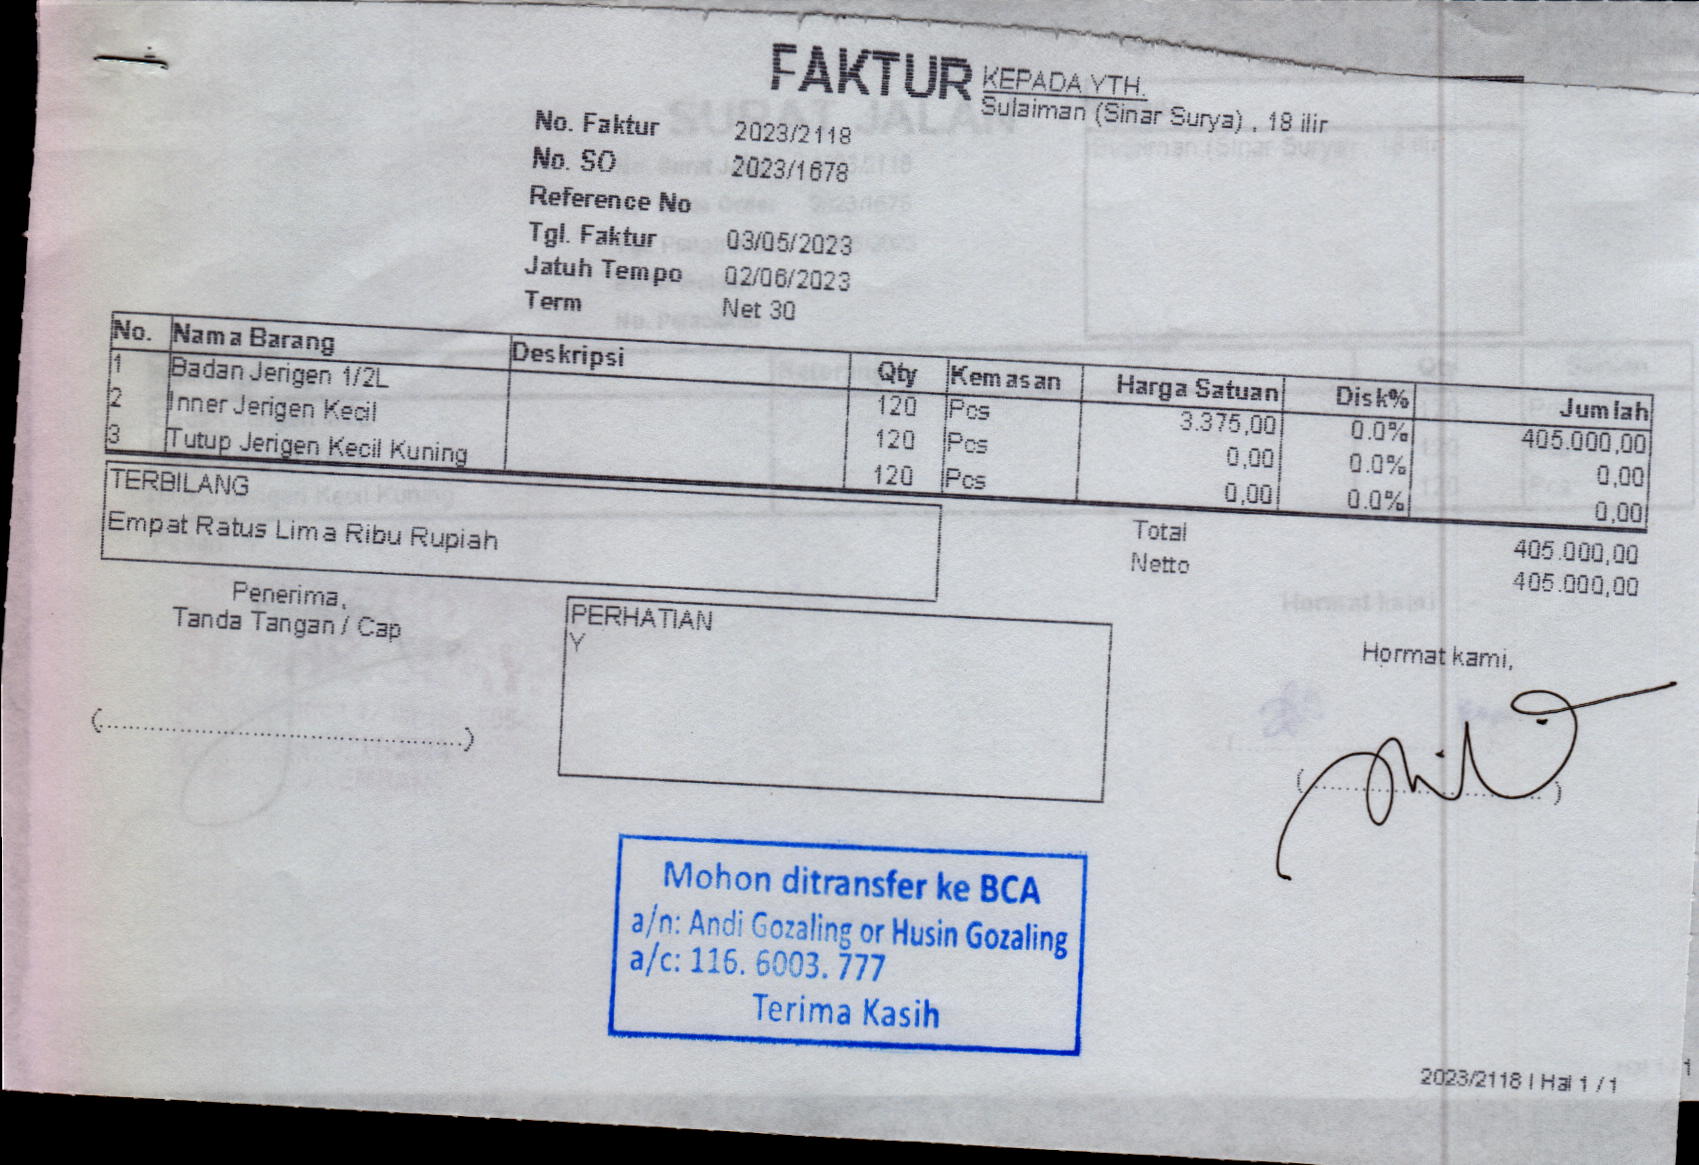 FAKTUR
KEPADA YTH.
Sulaiman (Sinar Surya) , 18 ilir
No. Faktur 2023/2118
No. SO 2023/1678
Reference No
Tgl. Faktur 03/05/2023
Jatuh Tempo 02/06/2023
Term Net 30
No. Nama Barang Deskripsi Qty Kemasan Harga Satuan Disk% Jumlah
1 Badan Jerigen 1/2L 120 Pcs 3.375,00 0.0% 405.000,00
2 Inner Jerigen Kecil 120 Pcs 0,00 0.0% 0,00
3 Tutup Jerigen Kecil Kuning 120 Pcs 0,00 0.0% 0,00
TERBILANG
Empat Ratus Lima Ribu Rupiah
Total 405.000,00
Netto 405.000,00
Penerima,
Tanda Tangan / Cap
(..............................................)
PERHATIAN
Y
Hormat kami,
(..............................)
Mohon ditransfer ke BCA
a/n: Andi Gozaling or Husin Gozaling
a/c: 116. 6003. 777
Terima Kasih
2023/2118 | Hal 1 / 1